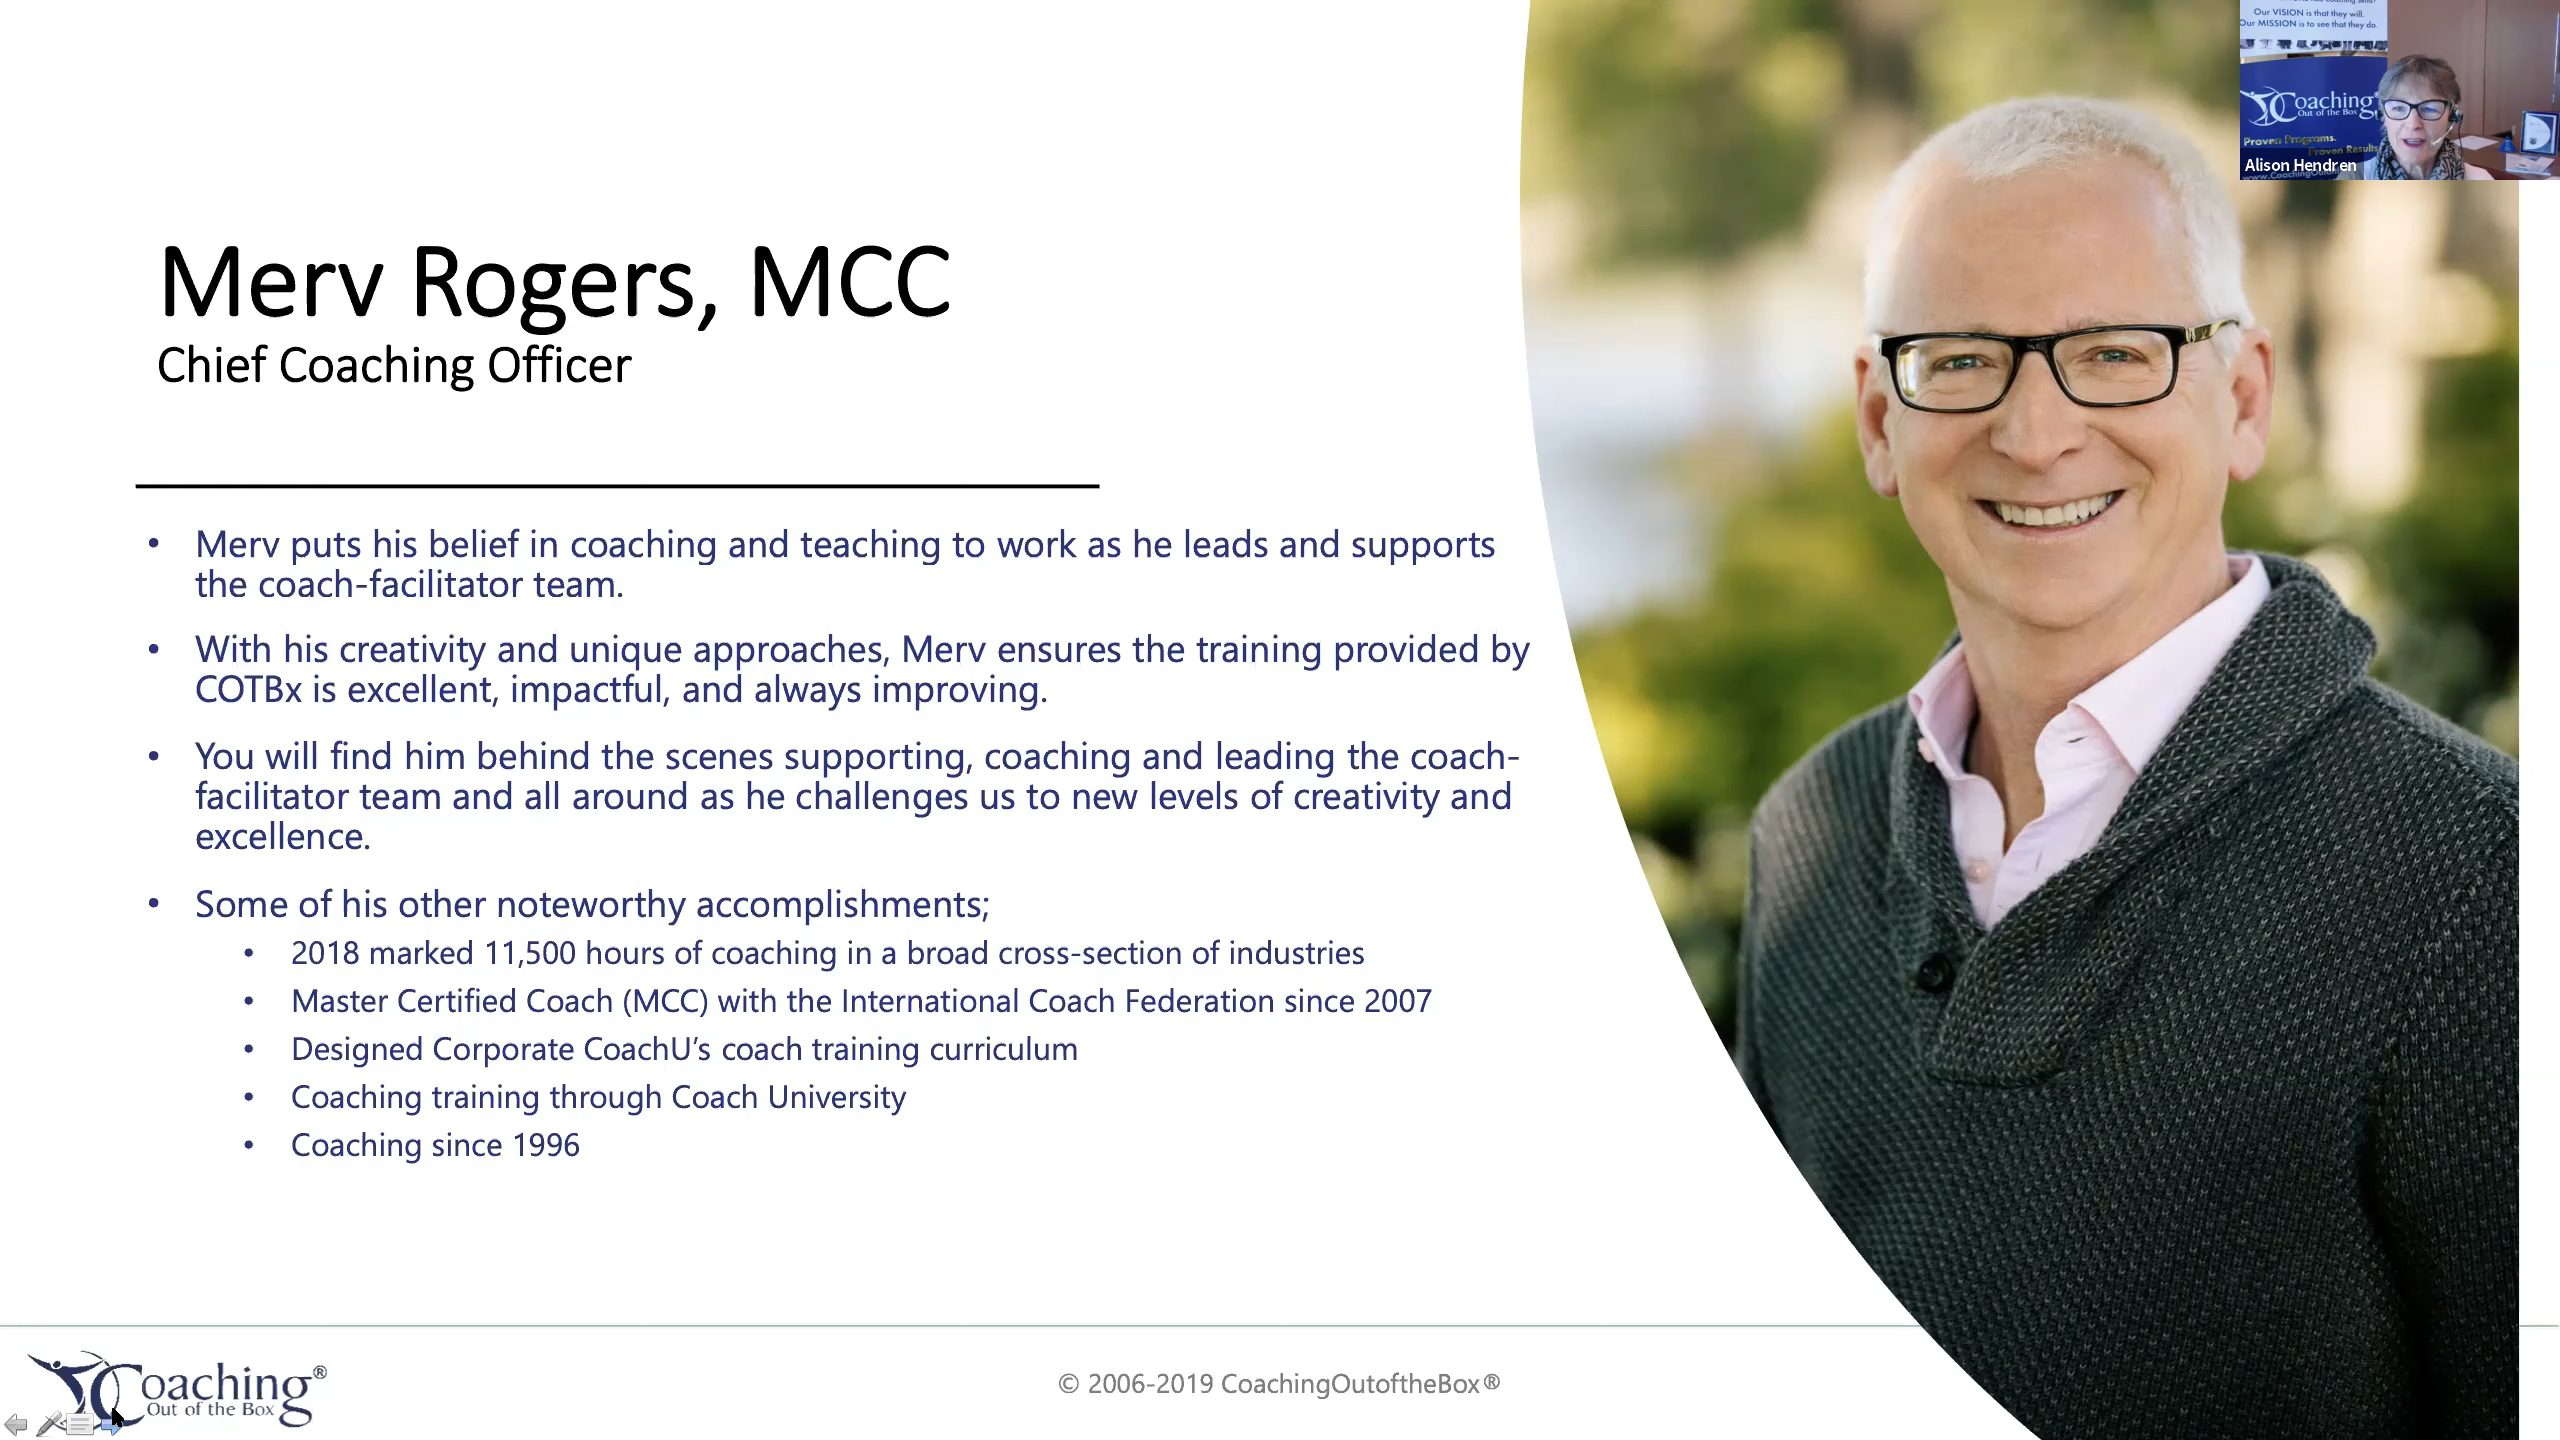 Our VISION is that they will.
Our MISSION is to see that they do.
Coaching
Out of the Box
Proven Programs.
Proven Results
Alison Hendren
Merv Rogers, MCC
Chief Coaching Officer
• Merv puts his belief in coaching and teaching to work as he leads and supports
the coach-facilitator team.
• With his creativity and unique approaches, Merv ensures the training provided by
COTBx is excellent, impactful, and always improving.
• You will find him behind the scenes supporting, coaching and leading the coach-
facilitator team and all around as he challenges us to new levels of creativity and
excellence.
• Some of his other noteworthy accomplishments;
• 2018 marked 11,500 hours of coaching in a broad cross-section of industries
• Master Certified Coach (MCC) with the International Coach Federation since 2007
• Designed Corporate CoachU’s coach training curriculum
• Coaching training through Coach University
• Coaching since 1996
Coaching®
Out of the Box
© 2006-2019 CoachingOutoftheBox®